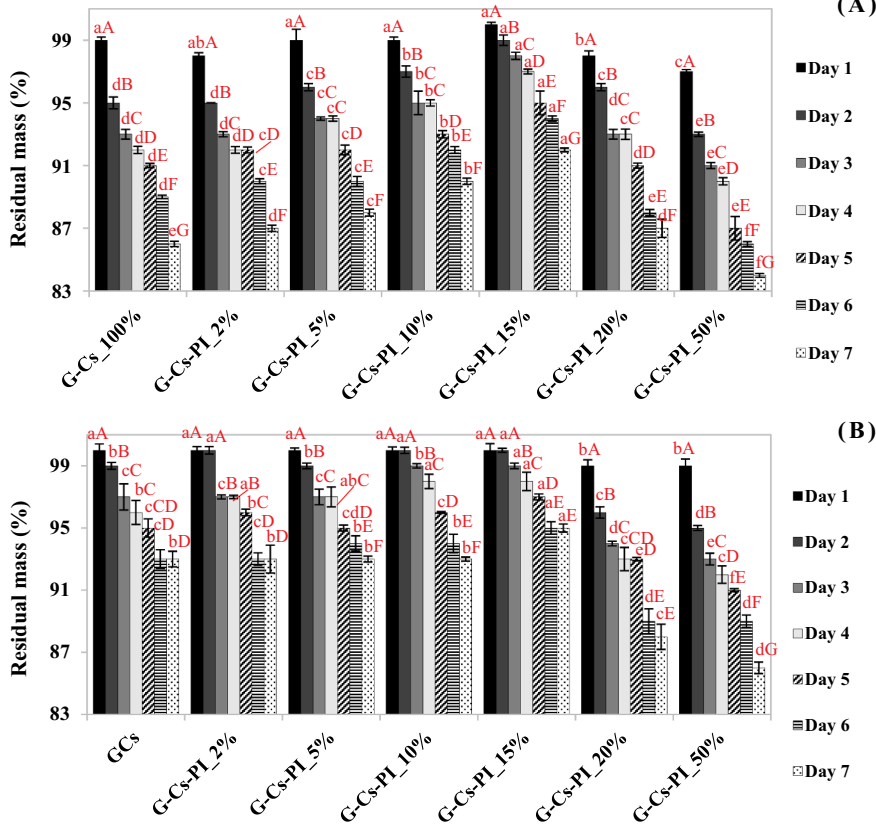 (A)
Residual mass (%)
99
95
91
87
83
aA dB dC dD dE dF eG
abA dB dC dD cD cE dF
aA cB cC cC cD cE cF
aA bB bC bC bD bE bF
aA aB aC aD aE aF aG
bA cB dC cC dD eE dF
cA eB eC eD eE fF fG
G-Cs_100%
G-Cs-PI_2%
G-Cs-PI_5%
G-Cs-PI_10%
G-Cs-PI_15%
G-Cs-PI_20%
G-Cs-PI_50%
Day 1
Day 2
Day 3
Day 4
Day 5
Day 6
Day 7
(B)
Residual mass (%)
99
95
91
87
83
aA bB cC bC cCD cD bD
aA aA cB aB bC cD bD
aA bB cC abC cdD bE bF
aA aA bB aC cD bE bF
aA aA aB aC aD aE aE
bA cB dC cCD eD dE cE
bA dB eC cD fE dF dG
GCs
G-Cs-PI_2%
G-Cs-PI_5%
G-Cs-PI_10%
G-Cs-PI_15%
G-Cs-PI_20%
G-Cs-PI_50%
Day 1
Day 2
Day 3
Day 4
Day 5
Day 6
Day 7